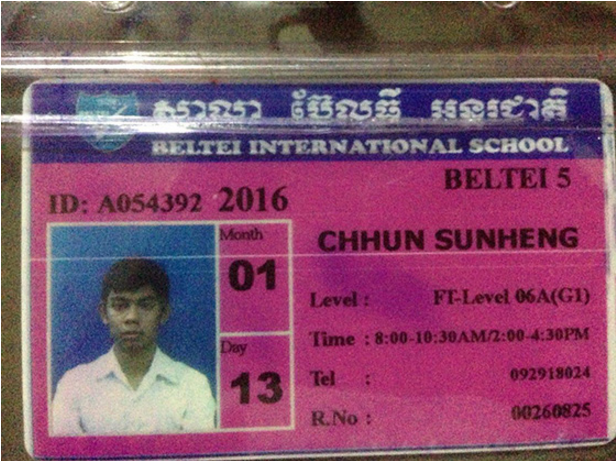 សាលា ប៊ែលធី អន្តរជាតិ
BELTEI INTERNATIONAL SCHOOL
BELTEI 5
ID: A054392 2016
Month
01
Day
13
CHHUN SUNHENG
Level : FT-Level 06A(G1)
Time : 8:00-10:30AM/2:00-4:30PM
Tel : 092918024
R.No : 00260825